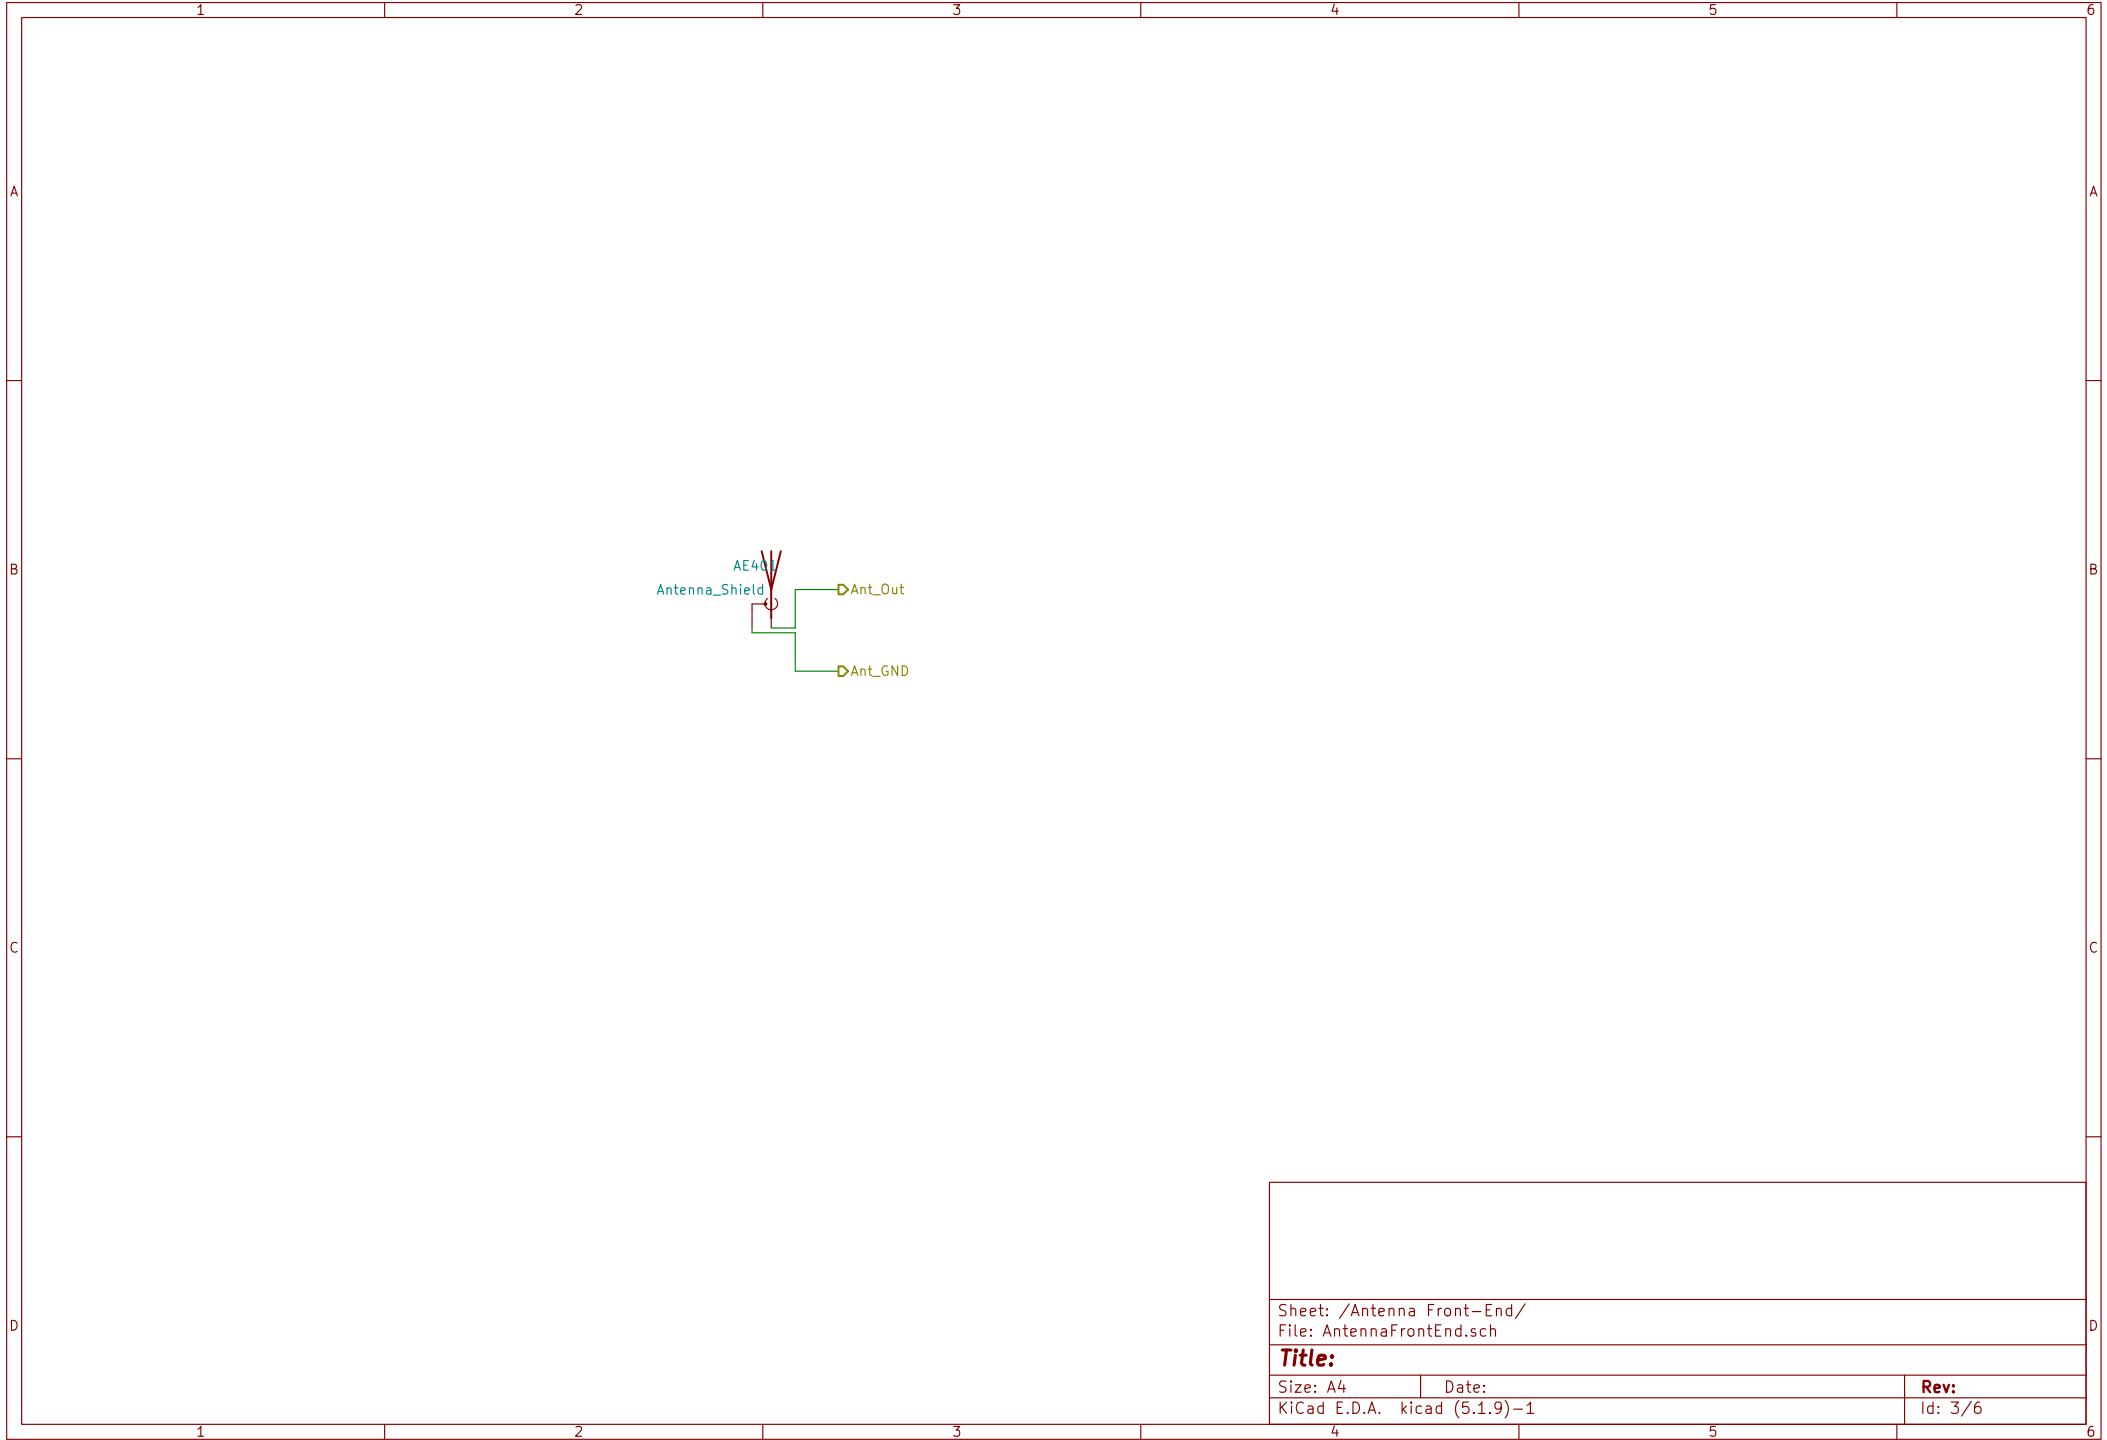 1 2 3 4 5 6
A A
B B
AE401
Antenna_Shield
Ant_Out
Ant_GND
C C
D D
Sheet: /Antenna Front-End/
File: AntennaFrontEnd.sch
Title:
Size: A4 Date: Rev:
KiCad E.D.A. kicad (5.1.9)-1 Id: 3/6
1 2 3 4 5 6